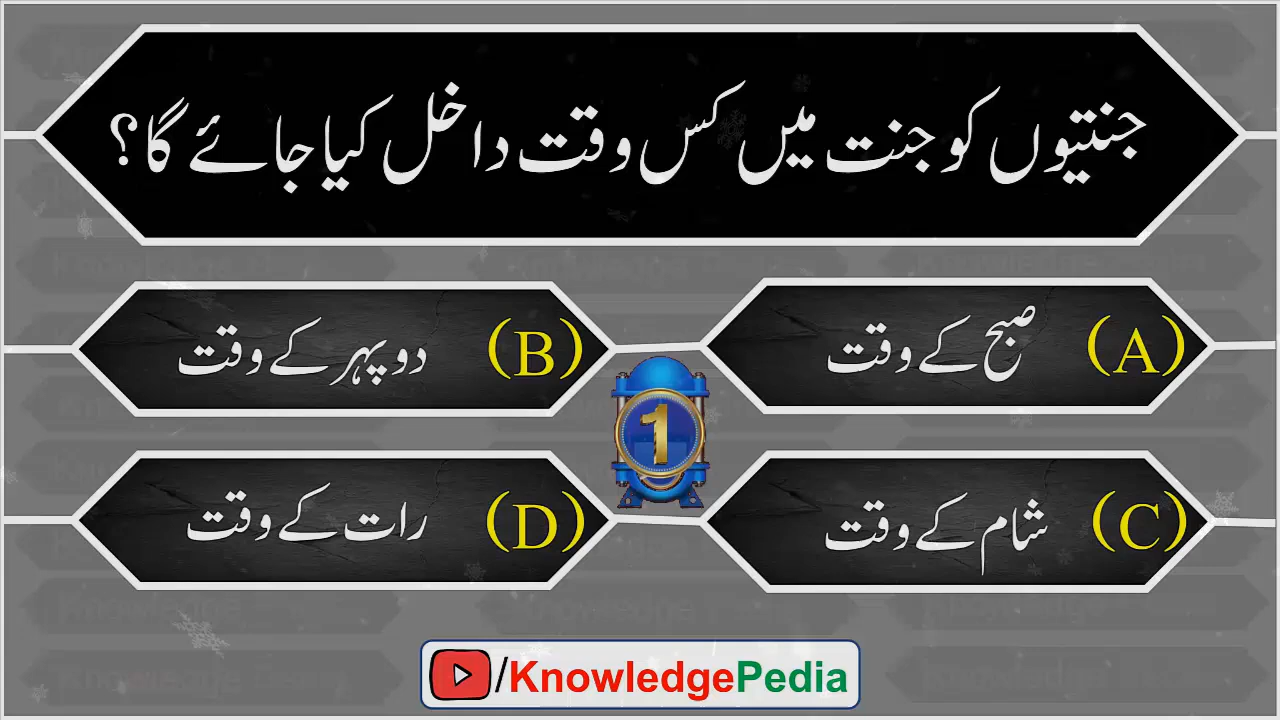 جنتیوں کو جنت میں کس وقت داخل کیا جائے گا؟
(A) صبح کے وقت
(B) دوپہر کے وقت
1
(C) شام کے وقت
(D) رات کے وقت
/KnowledgePedia